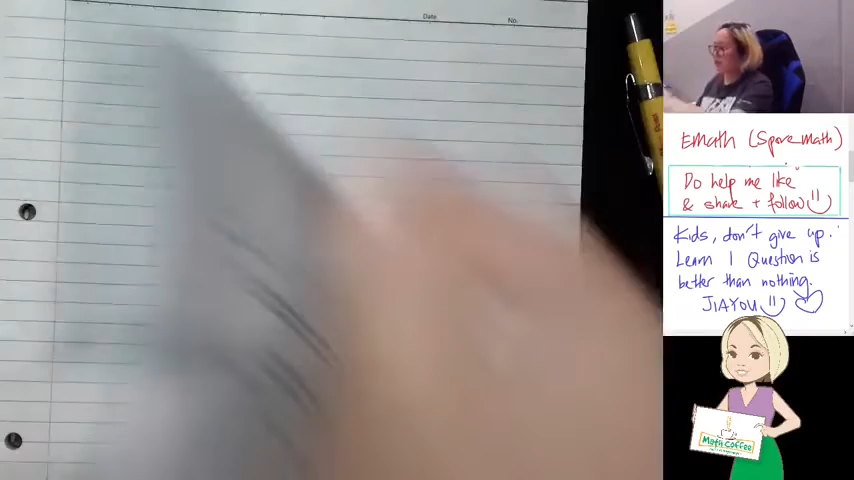 Date
No.
Emath (Spore math)
Do help me like
& share + follow
Kids, don't give up.
Learn 1 Question is
better than nothing.
JIAYOU
Math Coffee